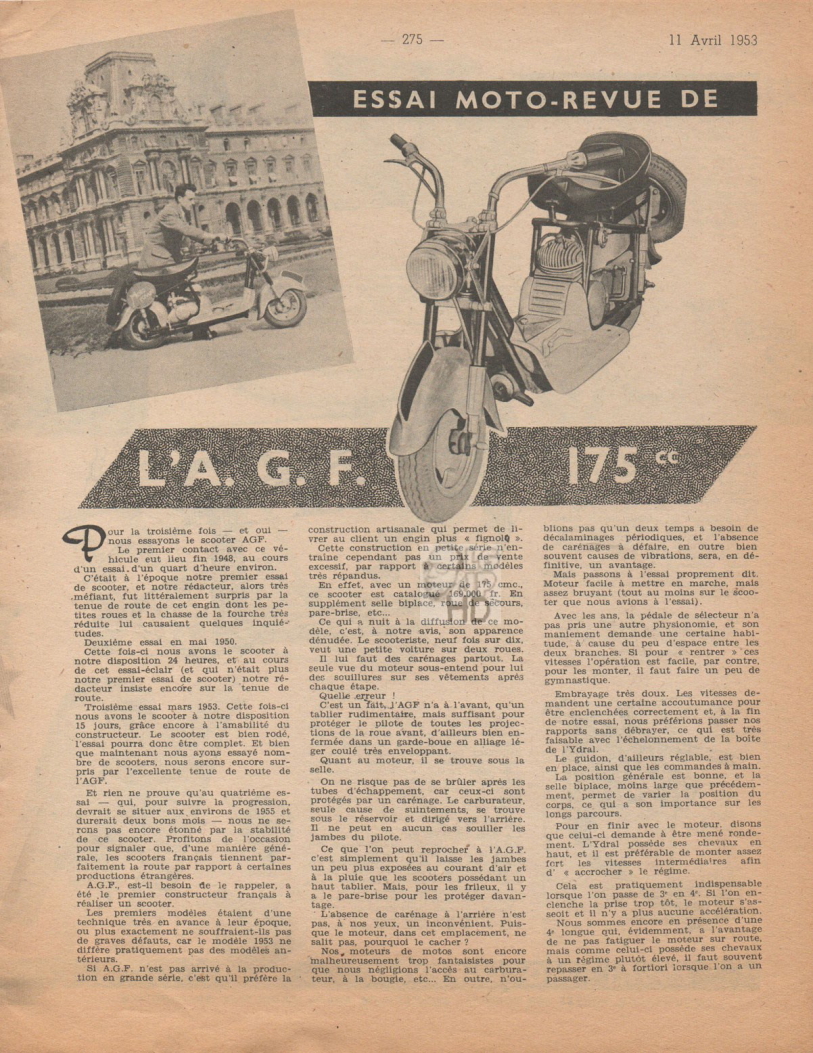 — 275 —
11 Avril 1953
ESSAI MOTO-REVUE DE
L'A. G. F. 175 cc
Pour la troisième fois — et oui —
nous essayons le scooter AGF.
Le premier contact avec ce vé-
hicule eut lieu fin 1948, au cours
d'un essai d'un quart d'heure environ.
C'était à l'époque notre premier essai
de scooter, et notre rédacteur, alors très
méfiant, fut littéralement surpris par la
tenue de route de cet engin dont les pe-
tites roues et la chasse de la fourche très
réduite lui causaient quelques inquié-
tudes.
Deuxième essai en mai 1950.
Cette fois-ci nous avons le scooter à
notre disposition 24 heures, et au cours
de cet essai-éclair (et qui n'était plus
notre premier essai de scooter) notre ré-
dacteur insiste encore sur la tenue de
route.
Troisième essai mars 1953. Cette fois-ci
nous avons le scooter à notre disposition
15 jours, grâce encore à l'amabilité du
constructeur. Le scooter est bien rodé,
l'essai pourra donc être complet. Et bien
que maintenant nous ayons essayé nom-
bre de scooters, nous serons encore sur-
pris par l'excellente tenue de route de
l'AGF.
Et rien ne prouve qu'au quatrième es-
sai — qui, pour suivre la progression,
devrait se situer aux environs de 1955 et
durerait deux bons mois — nous ne se-
rons pas encore étonné par la stabilité
de ce scooter. Profitons de l'occasion
pour signaler que, d'une manière géné-
rale, les scooters français tiennent par-
faitement la route par rapport à certaines
productions étrangères.
A.G.F., est-il besoin de le rappeler, a
été le premier constructeur français à
réaliser un scooter.
Les premiers modèles étaient d'une
technique très en avance à leur époque,
ou plus exactement ne souffraient-ils pas
de graves défauts, car le modèle 1953 ne
diffère pratiquement pas des modèles an-
térieurs.
Si A.G.F. n'est pas arrivé à la produc-
tion en grande série, c'est qu'il préfère la
construction artisanale qui permet de li-
vrer au client un engin plus « fignolé ».
Cette construction en petite série l'en-
traine cependant pas un prix de vente
excessif, par rapport à certains modèles
très répandus.
En effet, avec un moteur de 175 cmc.,
ce scooter est catalogué 169.000 fr. En
supplément selle biplace, roue de secours,
pare-brise, etc...
Ce qui a nuit à la diffusion de ce mo-
dèle, c'est, à notre avis, son apparence
dénudée. Le scooteriste, neuf fois sur dix,
veut une petite voiture sur deux roues.
Il lui faut des carénages partout. La
seule vue du moteur sous-entend pour lui
des souillures sur ses vêtements après
chaque étape.
Quelle erreur !
C'est un fait, l'AGF n'a à l'avant, qu'un
tablier rudimentaire, mais suffisant pour
protéger le pilote de toutes les projec-
tions de la roue avant, d'ailleurs bien en-
fermée dans un garde-boue en alliage lé-
ger coulé très enveloppant.
Quant au moteur, il se trouve sous la
selle.
On ne risque pas de se brûler après les
tubes d'échappement, car ceux-ci sont
protégés par un carénage. Le carburateur,
seule cause de suintements, se trouve
sous le réservoir et dirigé vers l'arrière.
Il ne peut en aucun cas souiller les
jambes du pilote.
Ce que l'on peut reprocher à l'A.G.F.
c'est simplement qu'il laisse les jambes
un peu plus exposées au courant d'air et
à la pluie que les scooters possédant un
haut tablier. Mais, pour les frileux, il y
a le pare-brise pour les protéger davan-
tage.
L'absence de carénage à l'arrière n'est
pas, à nos yeux, un inconvénient. Puis-
que le moteur, dans cet emplacement, ne
salit pas, pourquoi le cacher ?
Nos moteurs de motos sont encore
malheureusement trop fantaisistes pour
que nous négligions l'accès au carbura-
teur, à la bougie, etc... En outre, n'ou-
blions pas qu'un deux temps a besoin de
décalaminages périodiques, et l'absence
de carénages à défaire, en outre bien
souvent causes de vibrations, sera, en dé-
finitive, un avantage.
Mais passons à l'essai proprement dit.
Moteur facile à mettre en marche, mais
assez bruyant (tout au moins sur le scoo-
ter que nous avions à l'essai).
Avec les ans, la pédale de sélecteur n'a
pas pris une autre physionomie, et son
maniement demande une certaine habi-
tude, à cause du peu d'espace entre les
deux branches. Si pour « rentrer » ces
vitesses l'opération est facile, par contre,
pour les monter, il faut faire un peu de
gymnastique.
Embrayage très doux. Les vitesses de-
mandent une certaine accoutumance pour
être enclenchées correctement et, à la fin
de notre essai, nous préférions passer nos
rapports sans débrayer, ce qui est très
faisable avec l'échelonnement de la boîte
de l'Ydral.
Le guidon, d'ailleurs réglable, est bien
en place, ainsi que les commandes à main.
La position générale est bonne, et la
selle biplace, moins large que précédem-
ment, permet de varier la position du
corps, ce qui a son importance sur les
longs parcours.
Pour en finir avec le moteur, disons
que celui-ci demande à être mené ronde-
ment. L'Ydral possède ses chevaux en
haut, et il est préférable de monter assez
fort les vitesses intermédiaires afin
d' « accrocher » le régime.
Cela est pratiquement indispensable
lorsque l'on passe de 3e en 4e. Si l'on en-
clenche la prise trop tôt, le moteur s'as-
seoit et il n'y a plus aucune accélération.
Nous sommes encore en présence d'une
4e longue qui, évidemment, a l'avantage
de ne pas fatiguer le moteur sur route,
mais comme celui-ci possède ses chevaux
à un régime plutôt élevé, il faut souvent
repasser en 3e à fortiori lorsque l'on a un
passager.
HD